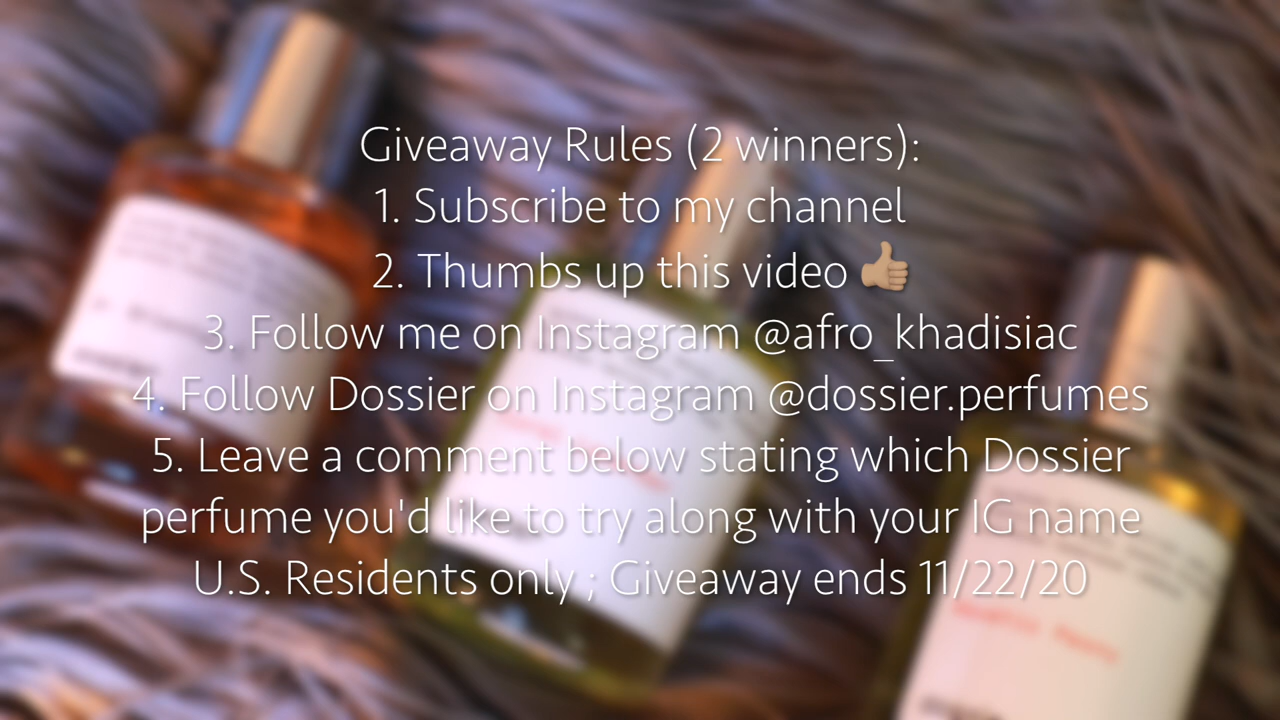 Giveaway Rules (2 winners):
1. Subscribe to my channel
2. Thumbs up this video 👍🏽
3. Follow me on Instagram @afro_khadisiac
4. Follow Dossier on Instagram @dossier.perfumes
5. Leave a comment below stating which Dossier
perfume you'd like to try along with your IG name
U.S. Residents only ; Giveaway ends 11/22/20